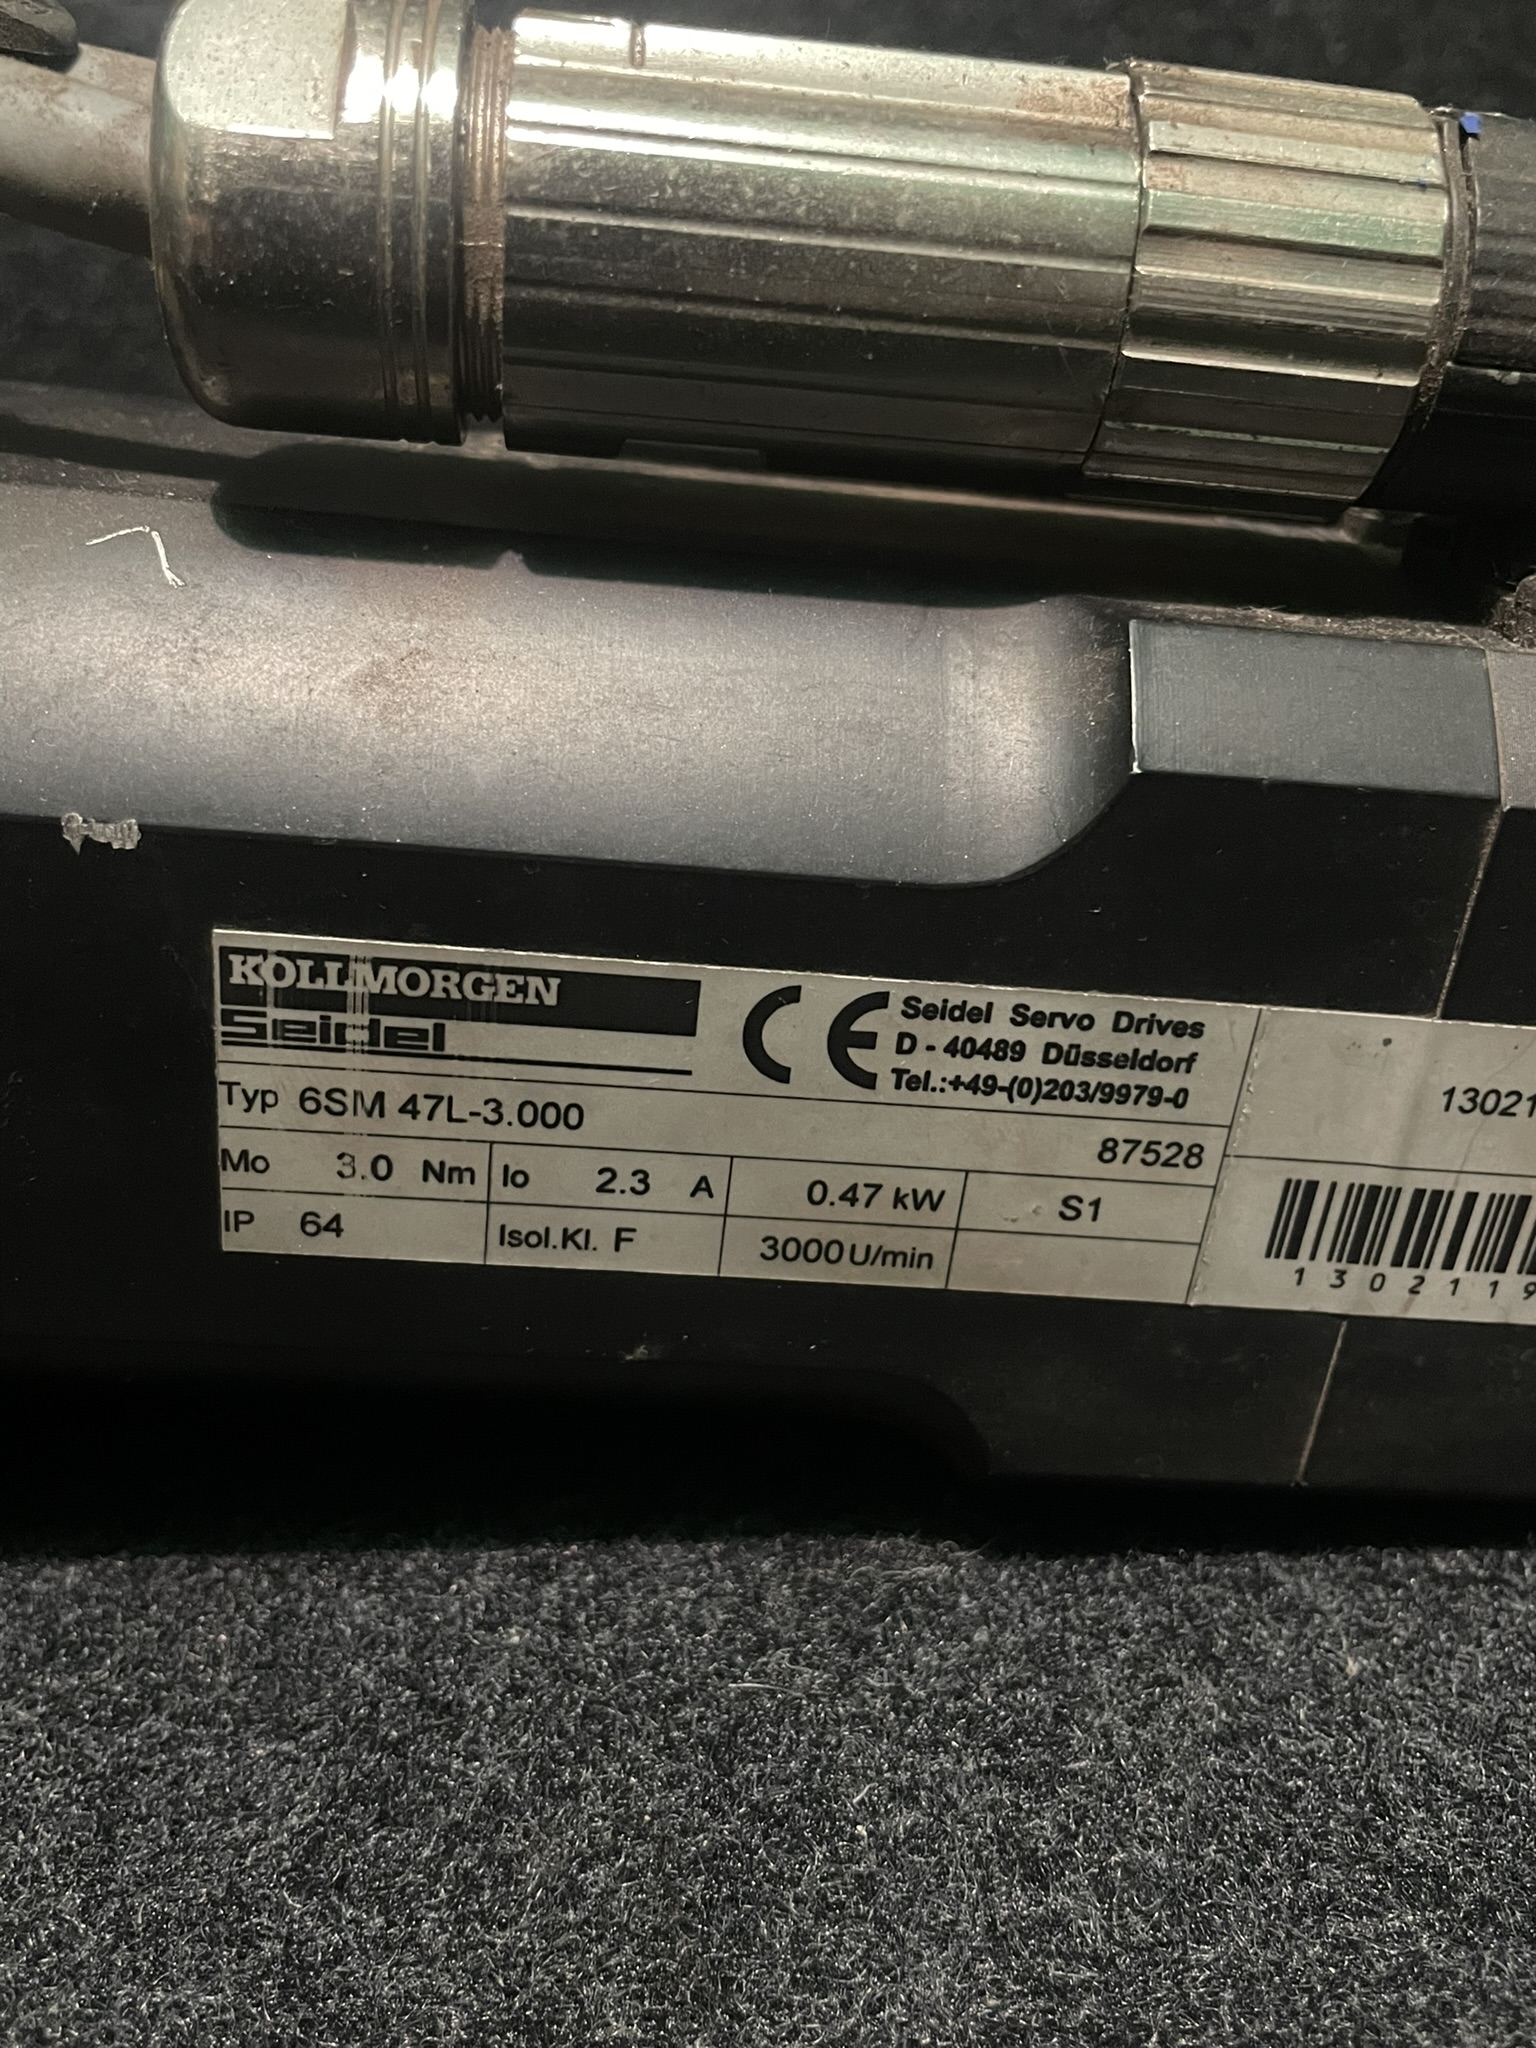 KOLLMORGEN
Seidel
Seidel Servo Drives
D - 40489 Düsseldorf
Tel.:+49-(0)203/9979-0
Typ 6SM 47L-3.000
87528
Mo 3.0 Nm Io 2.3 A 0.47 kW S1
IP 64 Isol.Kl. F 3000 U/min
13021
1302119